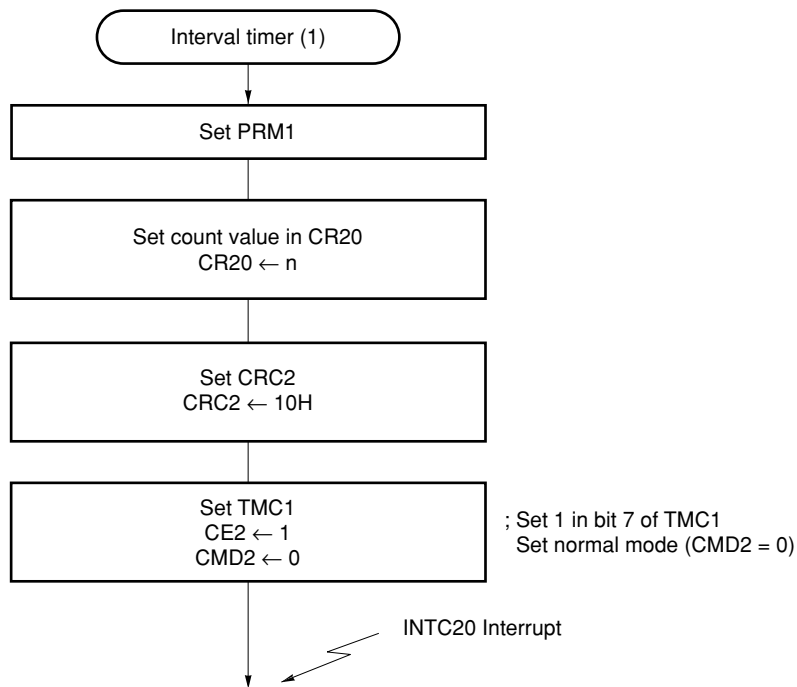 Interval timer (1)
Set PRM1
Set count value in CR20
CR20 ← n
Set CRC2
CRC2 ← 10H
Set TMC1
CE2 ← 1
CMD2 ← 0
; Set 1 in bit 7 of TMC1
Set normal mode (CMD2 = 0)
INTC20 Interrupt